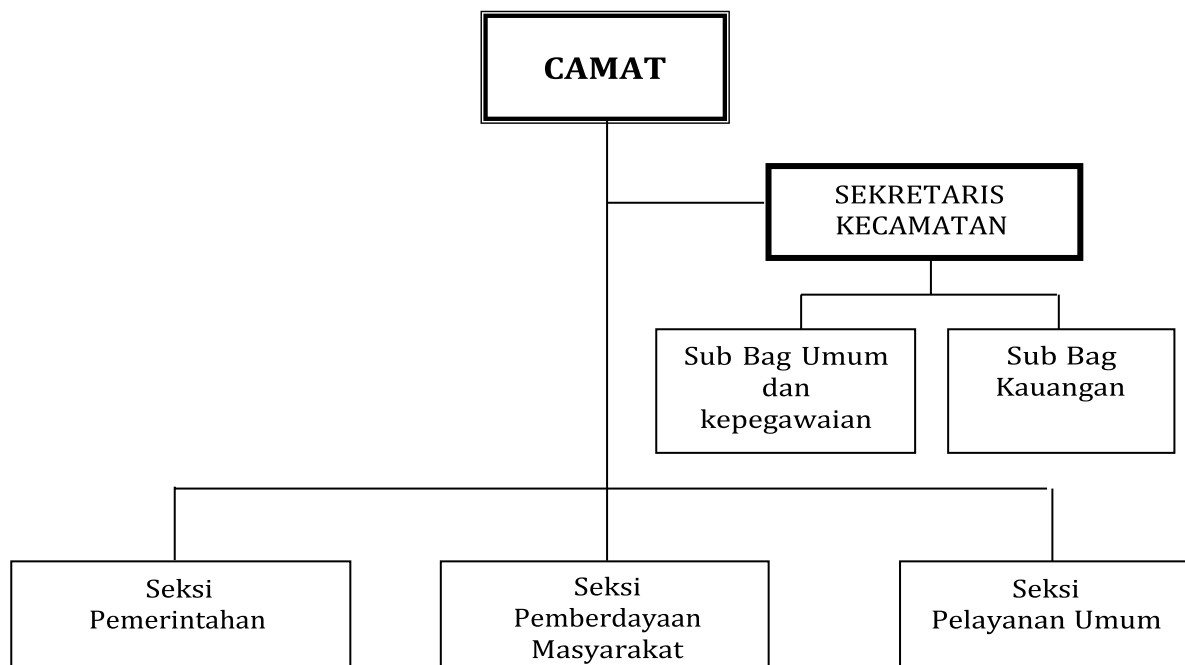 CAMAT
SEKRETARIS
KECAMATAN
Sub Bag Umum
dan
kepegawaian
Sub Bag
Kauangan
Seksi
Pemerintahan
Seksi
Pemberdayaan
Masyarakat
Seksi
Pelayanan Umum